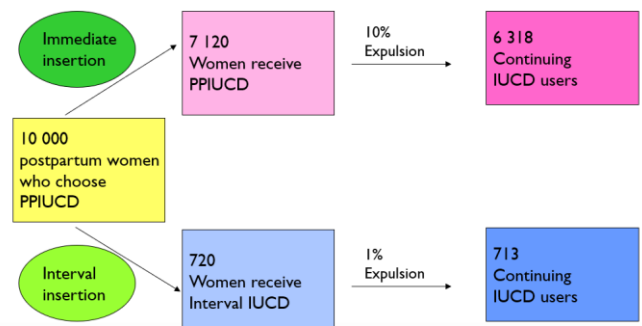 Immediate
insertion
7 120
Women receive
PPIUCD
10%
Expulsion
6 318
Continuing
IUCD users
10 000
postpartum women
who choose
PPIUCD
Interval
insertion
720
Women receive
Interval IUCD
1%
Expulsion
713
Continuing
IUCD users